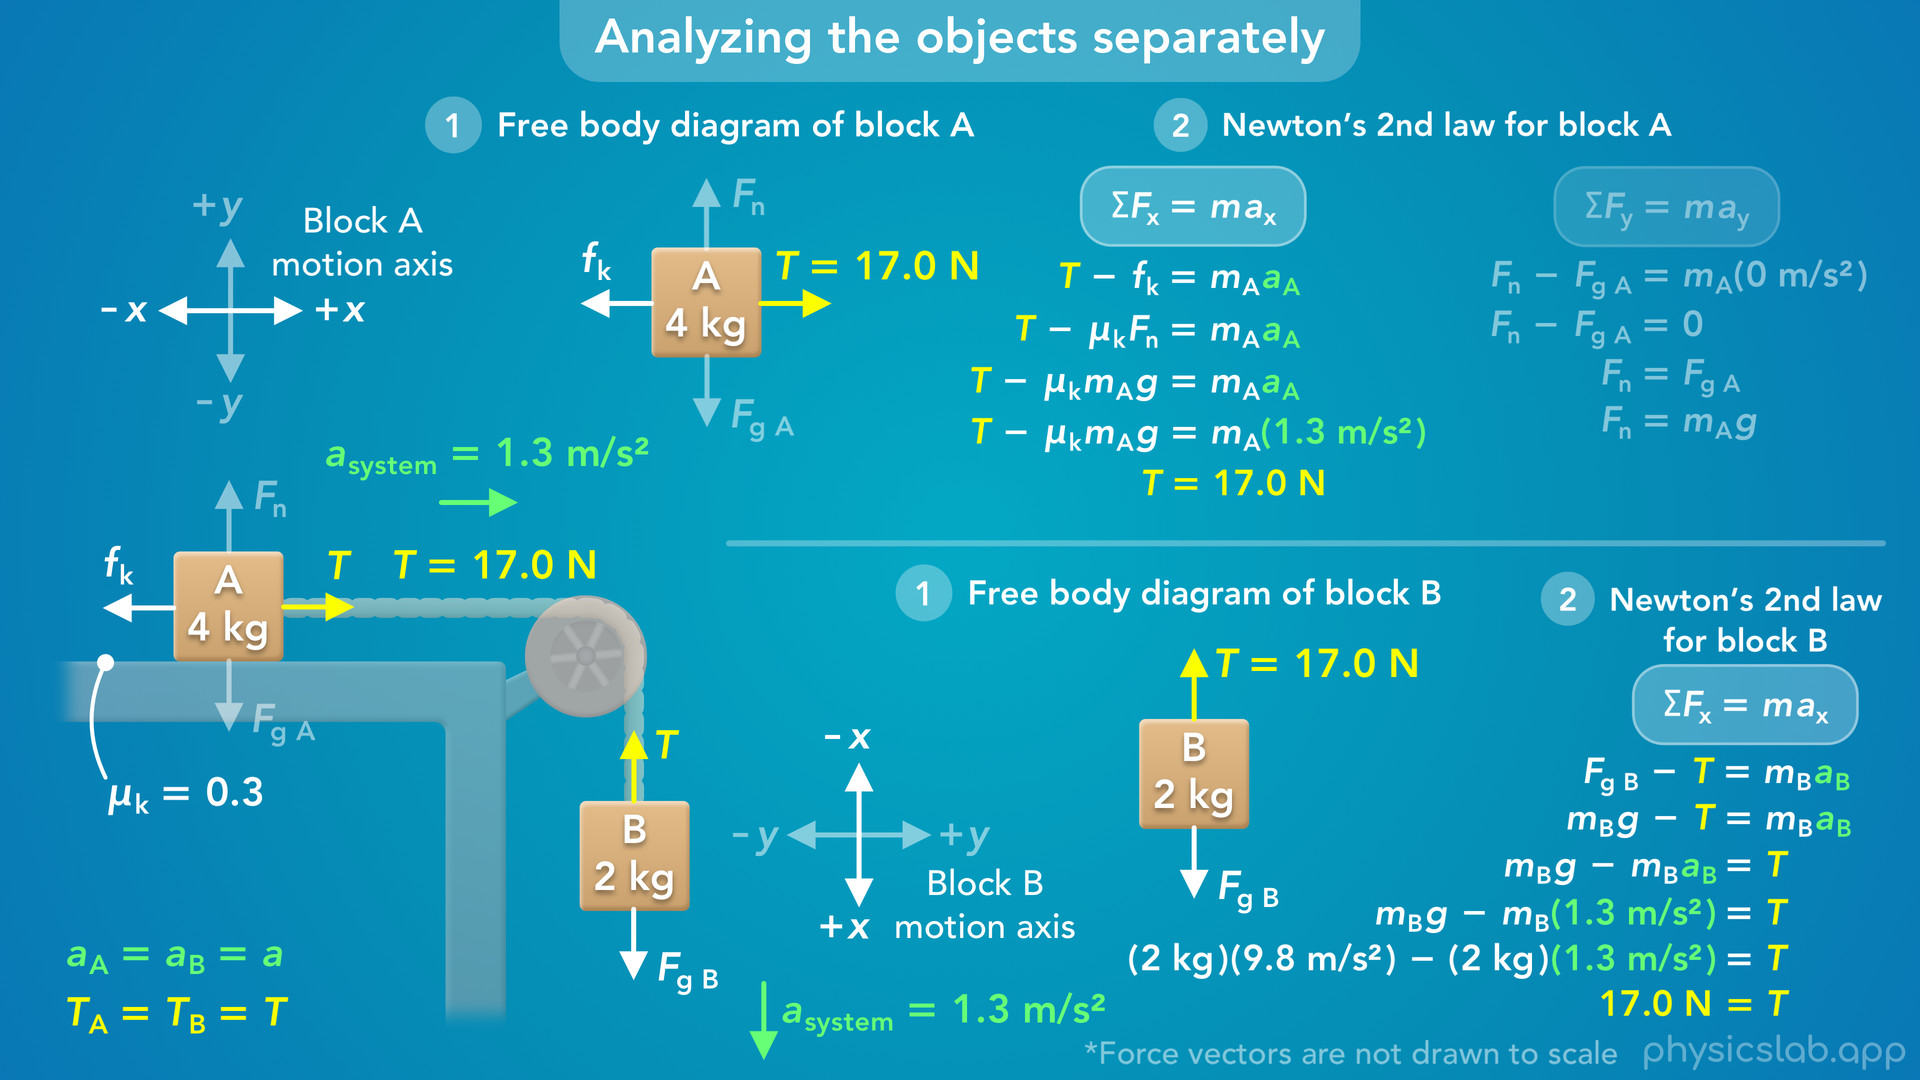 Analyzing the objects separately
1 Free body diagram of block A
2 Newton's 2nd law for block A
+y
Block A
motion axis
-x
+x
-y
Fn
fk
A
4 kg
T = 17.0 N
Fg A
ΣFx = max
T − fk = mAaA
T − μkFn = mAaA
T − μkmAg = mAaA
T − μkmAg = mA(1.3 m/s²)
T = 17.0 N
ΣFy = may
Fn − Fg A = mA(0 m/s²)
Fn − Fg A = 0
Fn = Fg A
Fn = mAg
asystem = 1.3 m/s²
Fn
fk
A
4 kg
T
T = 17.0 N
Fg A
μk = 0.3
T
B
2 kg
Fg B
aA = aB = a
TA = TB = T
1 Free body diagram of block B
T = 17.0 N
B
2 kg
Fg B
-x
-y
+y
+x
Block B
motion axis
asystem = 1.3 m/s²
2 Newton's 2nd law
for block B
ΣFx = max
Fg B − T = mBaB
mBg − T = mBaB
mBg − mBaB = T
mBg − mB(1.3 m/s²) = T
(2 kg)(9.8 m/s²) − (2 kg)(1.3 m/s²) = T
17.0 N = T
*Force vectors are not drawn to scale
physicslab.app